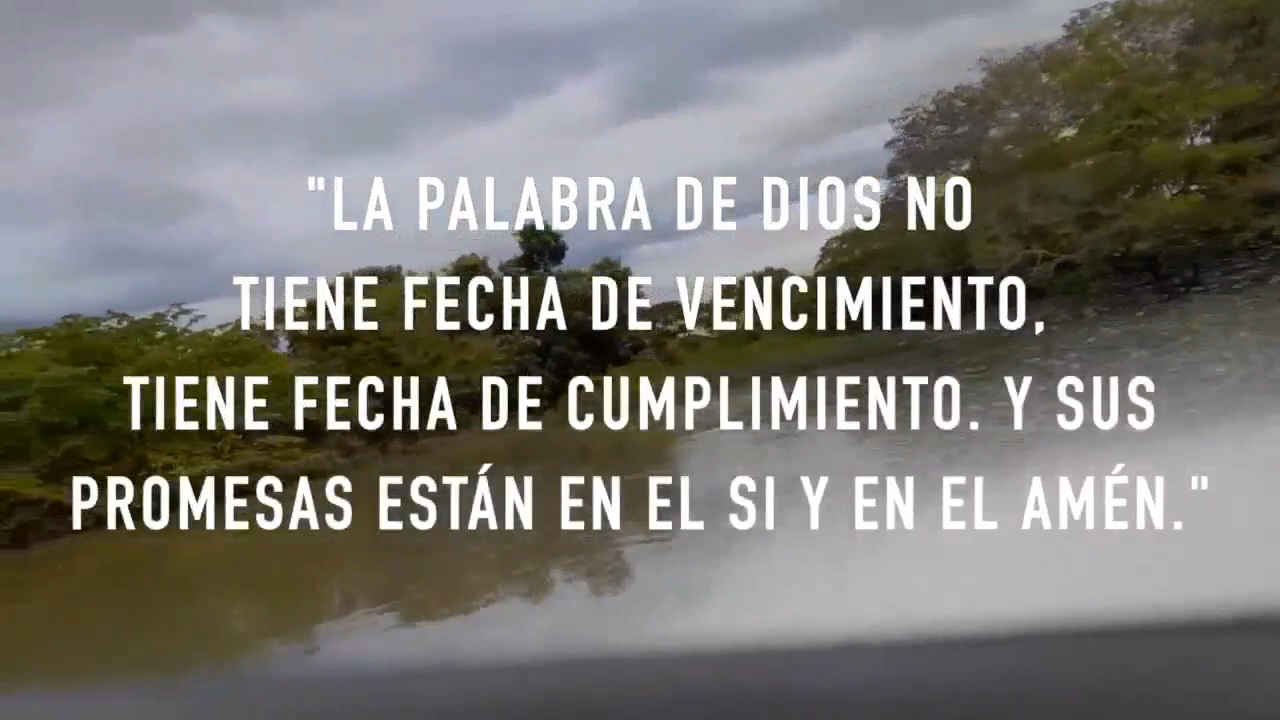 "LA PALABRA DE DIOS NO
TIENE FECHA DE VENCIMIENTO,
TIENE FECHA DE CUMPLIMIENTO. Y SUS
PROMESAS ESTÁN EN EL SI Y EN EL AMÉN."